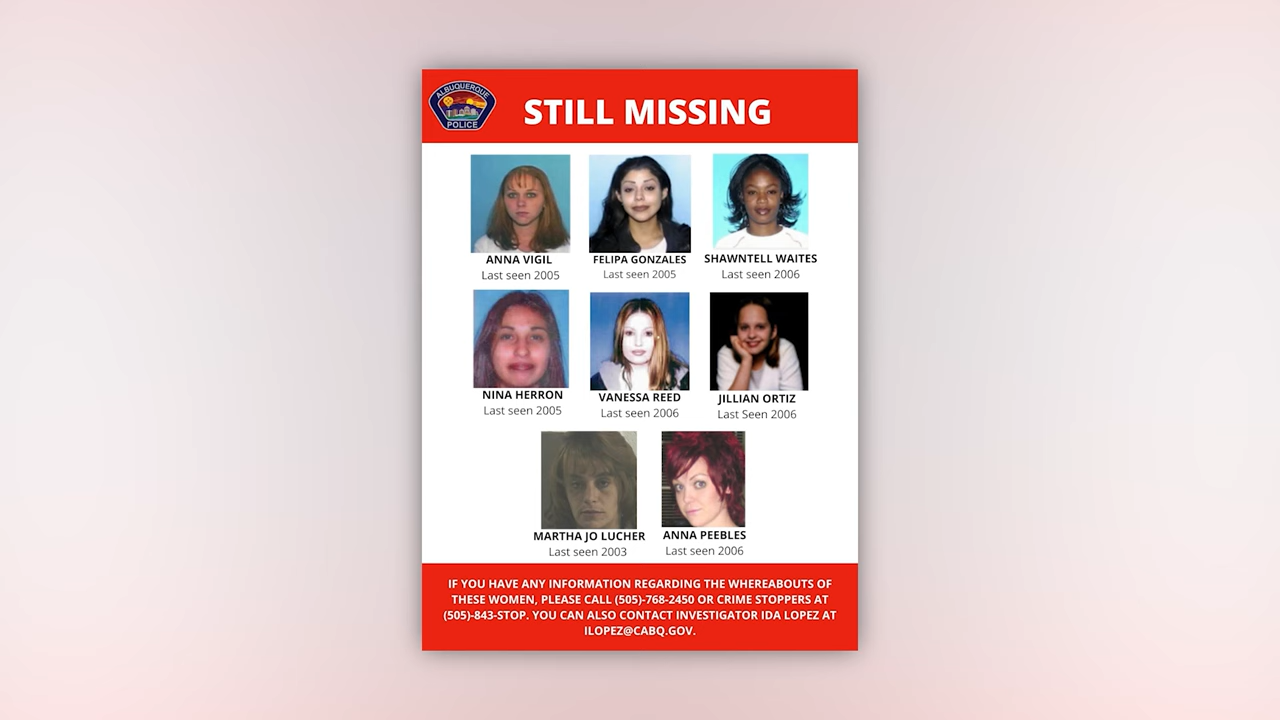 ALBUQUERQUE
POLICE
STILL MISSING
ANNA VIGIL
Last seen 2005
FELIPA GONZALES
Last seen 2005
SHAWNTELL WAITES
Last seen 2006
NINA HERRON
Last seen 2005
VANESSA REED
Last seen 2006
JILLIAN ORTIZ
Last Seen 2006
MARTHA JO LUCHER
Last seen 2003
ANNA PEEBLES
Last seen 2006
IF YOU HAVE ANY INFORMATION REGARDING THE WHEREABOUTS OF
THESE WOMEN, PLEASE CALL (505)-768-2450 OR CRIME STOPPERS AT
(505)-843-STOP. YOU CAN ALSO CONTACT INVESTIGATOR IDA LOPEZ AT
ILOPEZ@CABQ.GOV.